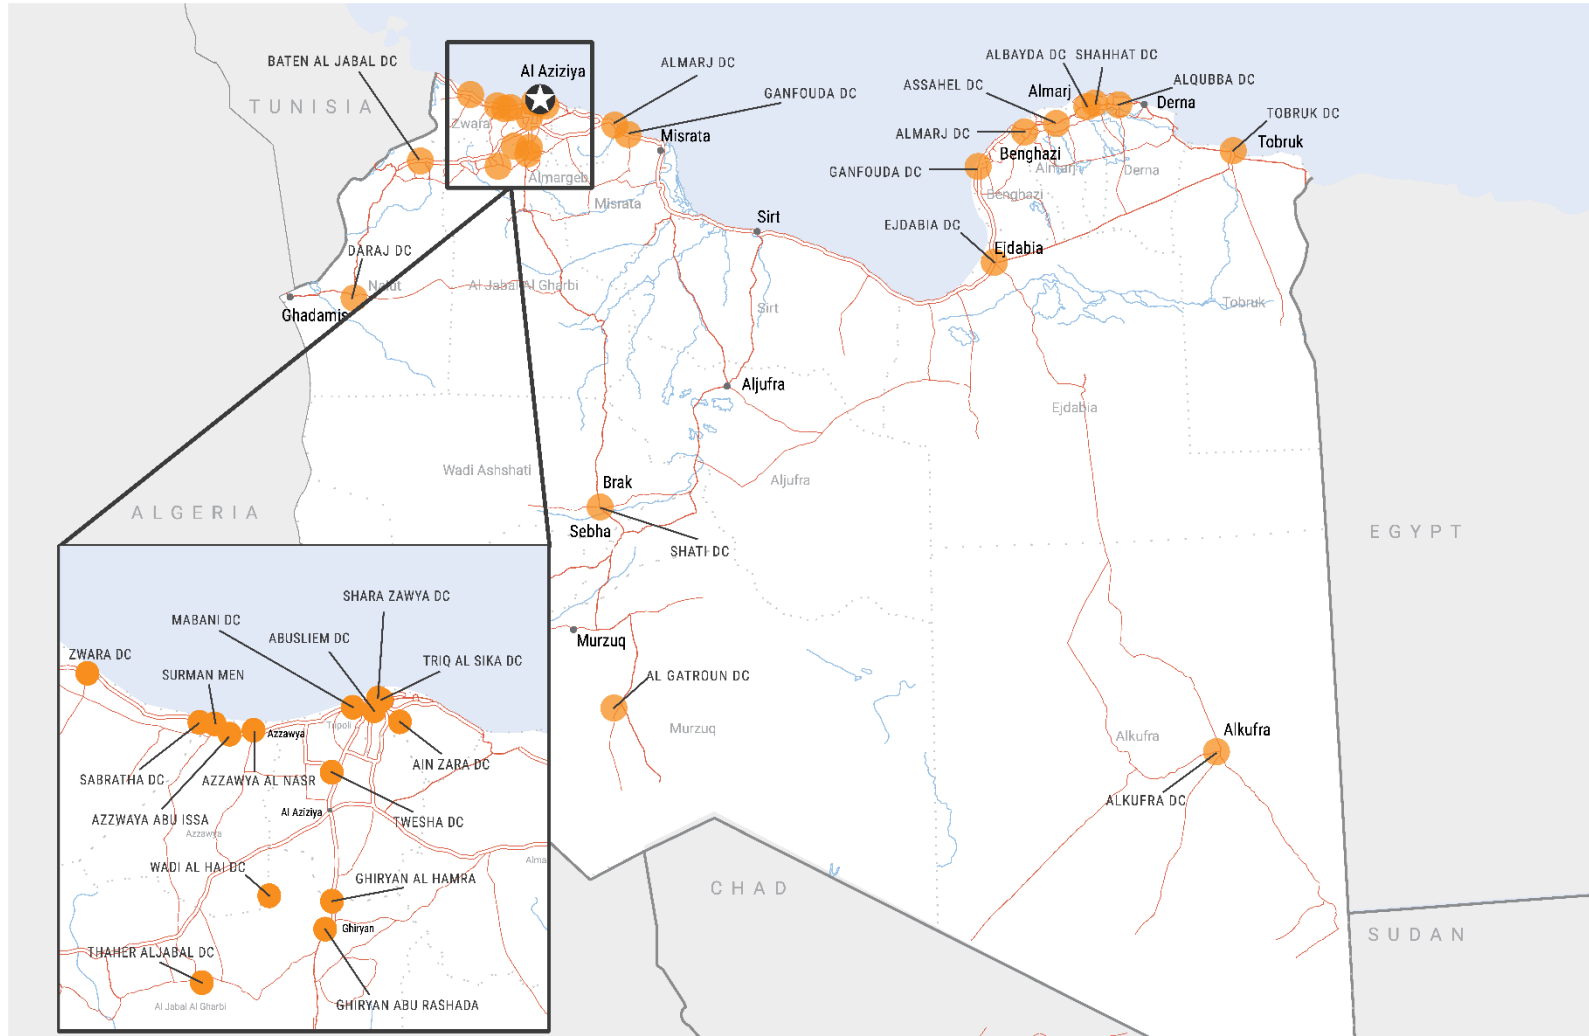 Al Aziziya
BATEN AL JABAL DC
ALMARJ DC
ALBAYDA DC
SHAHHAT DC
TUNISIA
GANFOUDA DC
ASSAHEL DC
Almarj
ALQUBBA DC
Derna
TOBRUK DC
Zwara
Misrata
ALMARJ DC
Benghazi
Tobruk
Almargeb
GANFOUDA DC
Almarj
Derna
Misrata
Benghazi
Sirt
EJDABIA DC
Ejdabia
DARAJ DC
Nalut
Al Jabal Al Gharbi
Ghadamis
Sirt
Tobruk
Aljufra
Ejdabia
Wadi Ashshati
Brak
Aljufra
ALGERIA
Sebha
EGYPT
SHATI DC
Murzuq
AL GATROUN DC
Murzuq
Alkufra
Alkufra
ALKUFRA DC
CHAD
SUDAN
SHARA ZAWYA DC
MABANI DC
ABUSLIEM DC
ZWARA DC
TRIQ AL SIKA DC
SURMAN MEN
Tripoli
Azzawya
SABRATHA DC
AZZAWYA AL NASR
AIN ZARA DC
AZZWAYA ABU ISSA
Al Aziziya
TWESHA DC
Azzawya
Alma
WADI AL HAI DC
GHIRYAN AL HAMRA
Ghiryan
THAHER ALJABAL DC
Al Jabal Al Gharbi
GHIRYAN ABU RASHADA